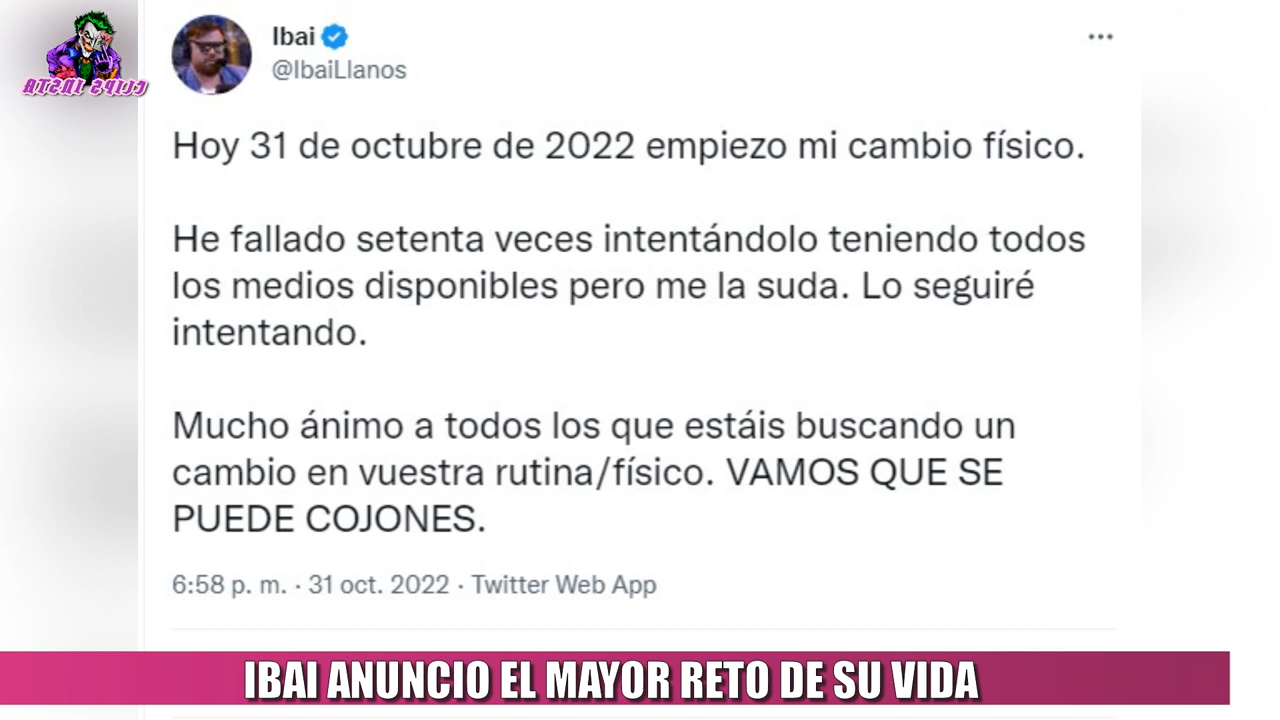 Ibai
@IbaiLlanos
Hoy 31 de octubre de 2022 empiezo mi cambio físico.
He fallado setenta veces intentándolo teniendo todos
los medios disponibles pero me la suda. Lo seguiré
intentando.
Mucho ánimo a todos los que estáis buscando un
cambio en vuestra rutina/físico. VAMOS QUE SE
PUEDE COJONES.
6:58 p. m. · 31 oct. 2022 · Twitter Web App
IBAI ANUNCIO EL MAYOR RETO DE SU VIDA